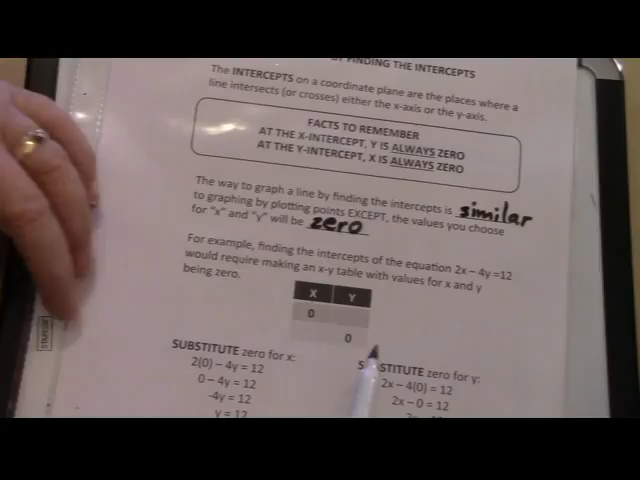 FINDING THE INTERCEPTS
The INTERCEPTS on a coordinate plane are the places where a
line intersects (or crosses) either the x-axis or the y-axis.
FACTS TO REMEMBER
AT THE X-INTERCEPT, Y IS ALWAYS ZERO
AT THE Y-INTERCEPT, X IS ALWAYS ZERO
The way to graph a line by finding the intercepts is similar
to graphing by plotting points EXCEPT, the values you choose
for "x" and "y" will be zero
For example, finding the intercepts of the equation 2x – 4y =12
would require making an x-y table with values for x and y
being zero.
X Y
0
0
SUBSTITUTE zero for x:
2(0) – 4y = 12
0 – 4y = 12
-4y = 12
y = 12
zero for y:
2x – 4(0) = 12
2x – 0 = 12